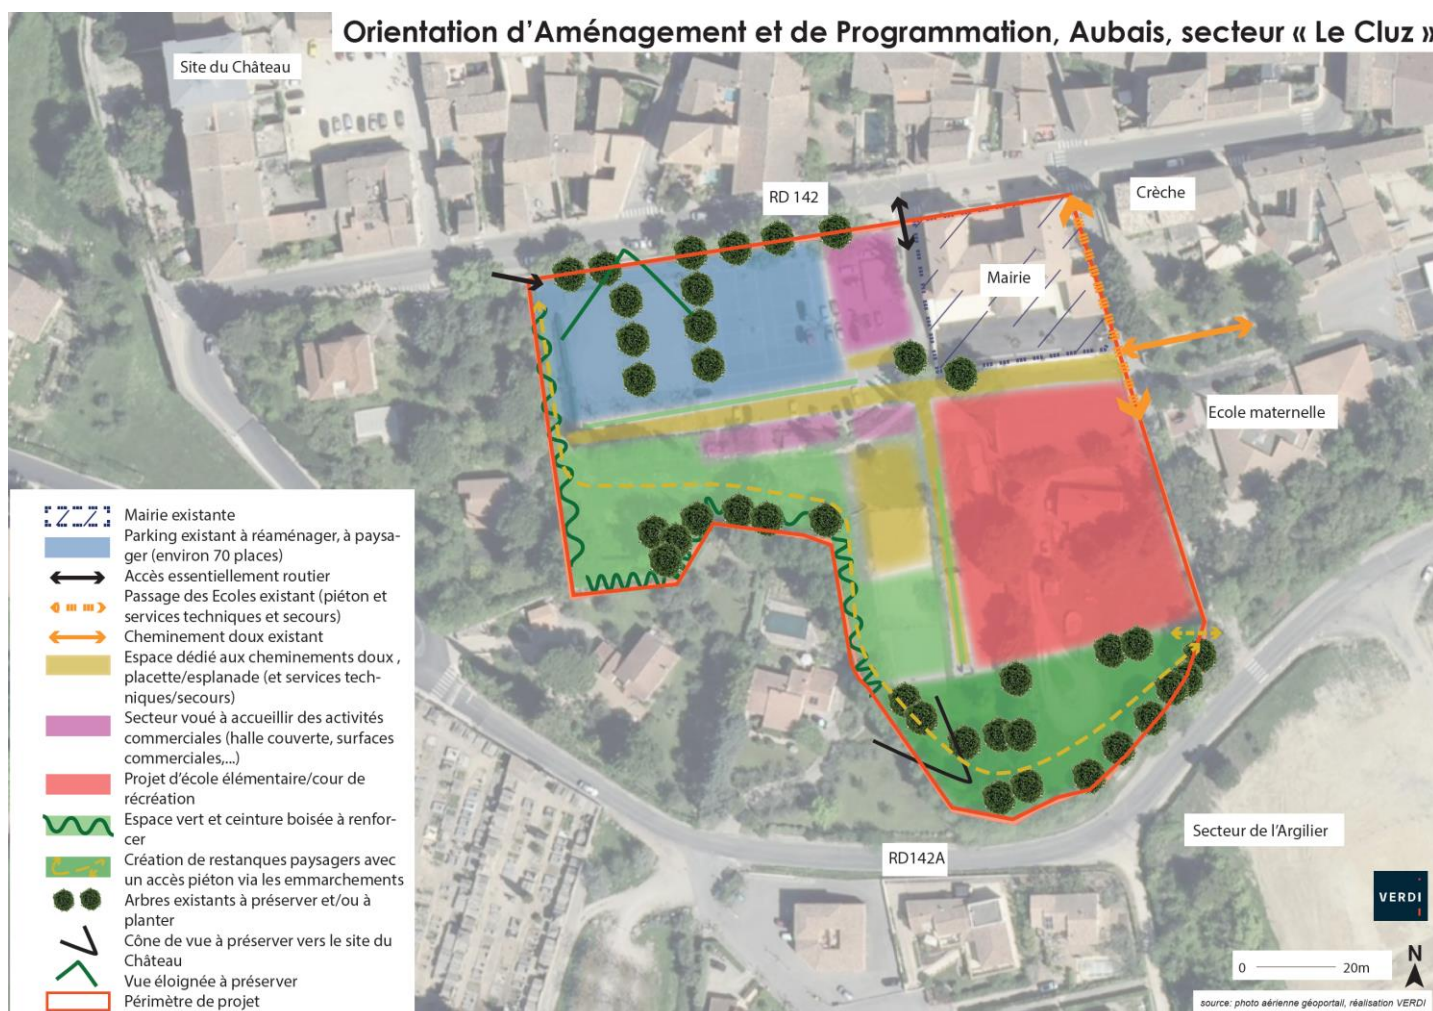 Orientation d'Aménagement et de Programmation, Aubais, secteur « Le Cluz »
Site du Château
RD 142
Crèche
Mairie
Ecole maternelle
Mairie existante
Parking existant à réaménager, à paysa-
ger (environ 70 places)
Accès essentiellement routier
Passage des Ecoles existant (piéton et
services techniques et secours)
Cheminement doux existant
Espace dédié aux cheminements doux ,
placette/esplanade (et services tech-
niques/secours)
Secteur voué à accueillir des activités
commerciales (halle couverte, surfaces
commerciales,...)
Projet d'école élémentaire/cour de
récréation
Espace vert et ceinture boisée à renfor-
cer
Création de restanques paysagers avec
un accès piéton via les emmarchements
Arbres existants à préserver et/ou à
planter
Cône de vue à préserver vers le site du
Château
Vue éloignée à préserver
Périmètre de projet
Secteur de l'Argilier
RD142A
VERDI
N
0 20m
source: photo aérienne géoportail, réalisation VERDI